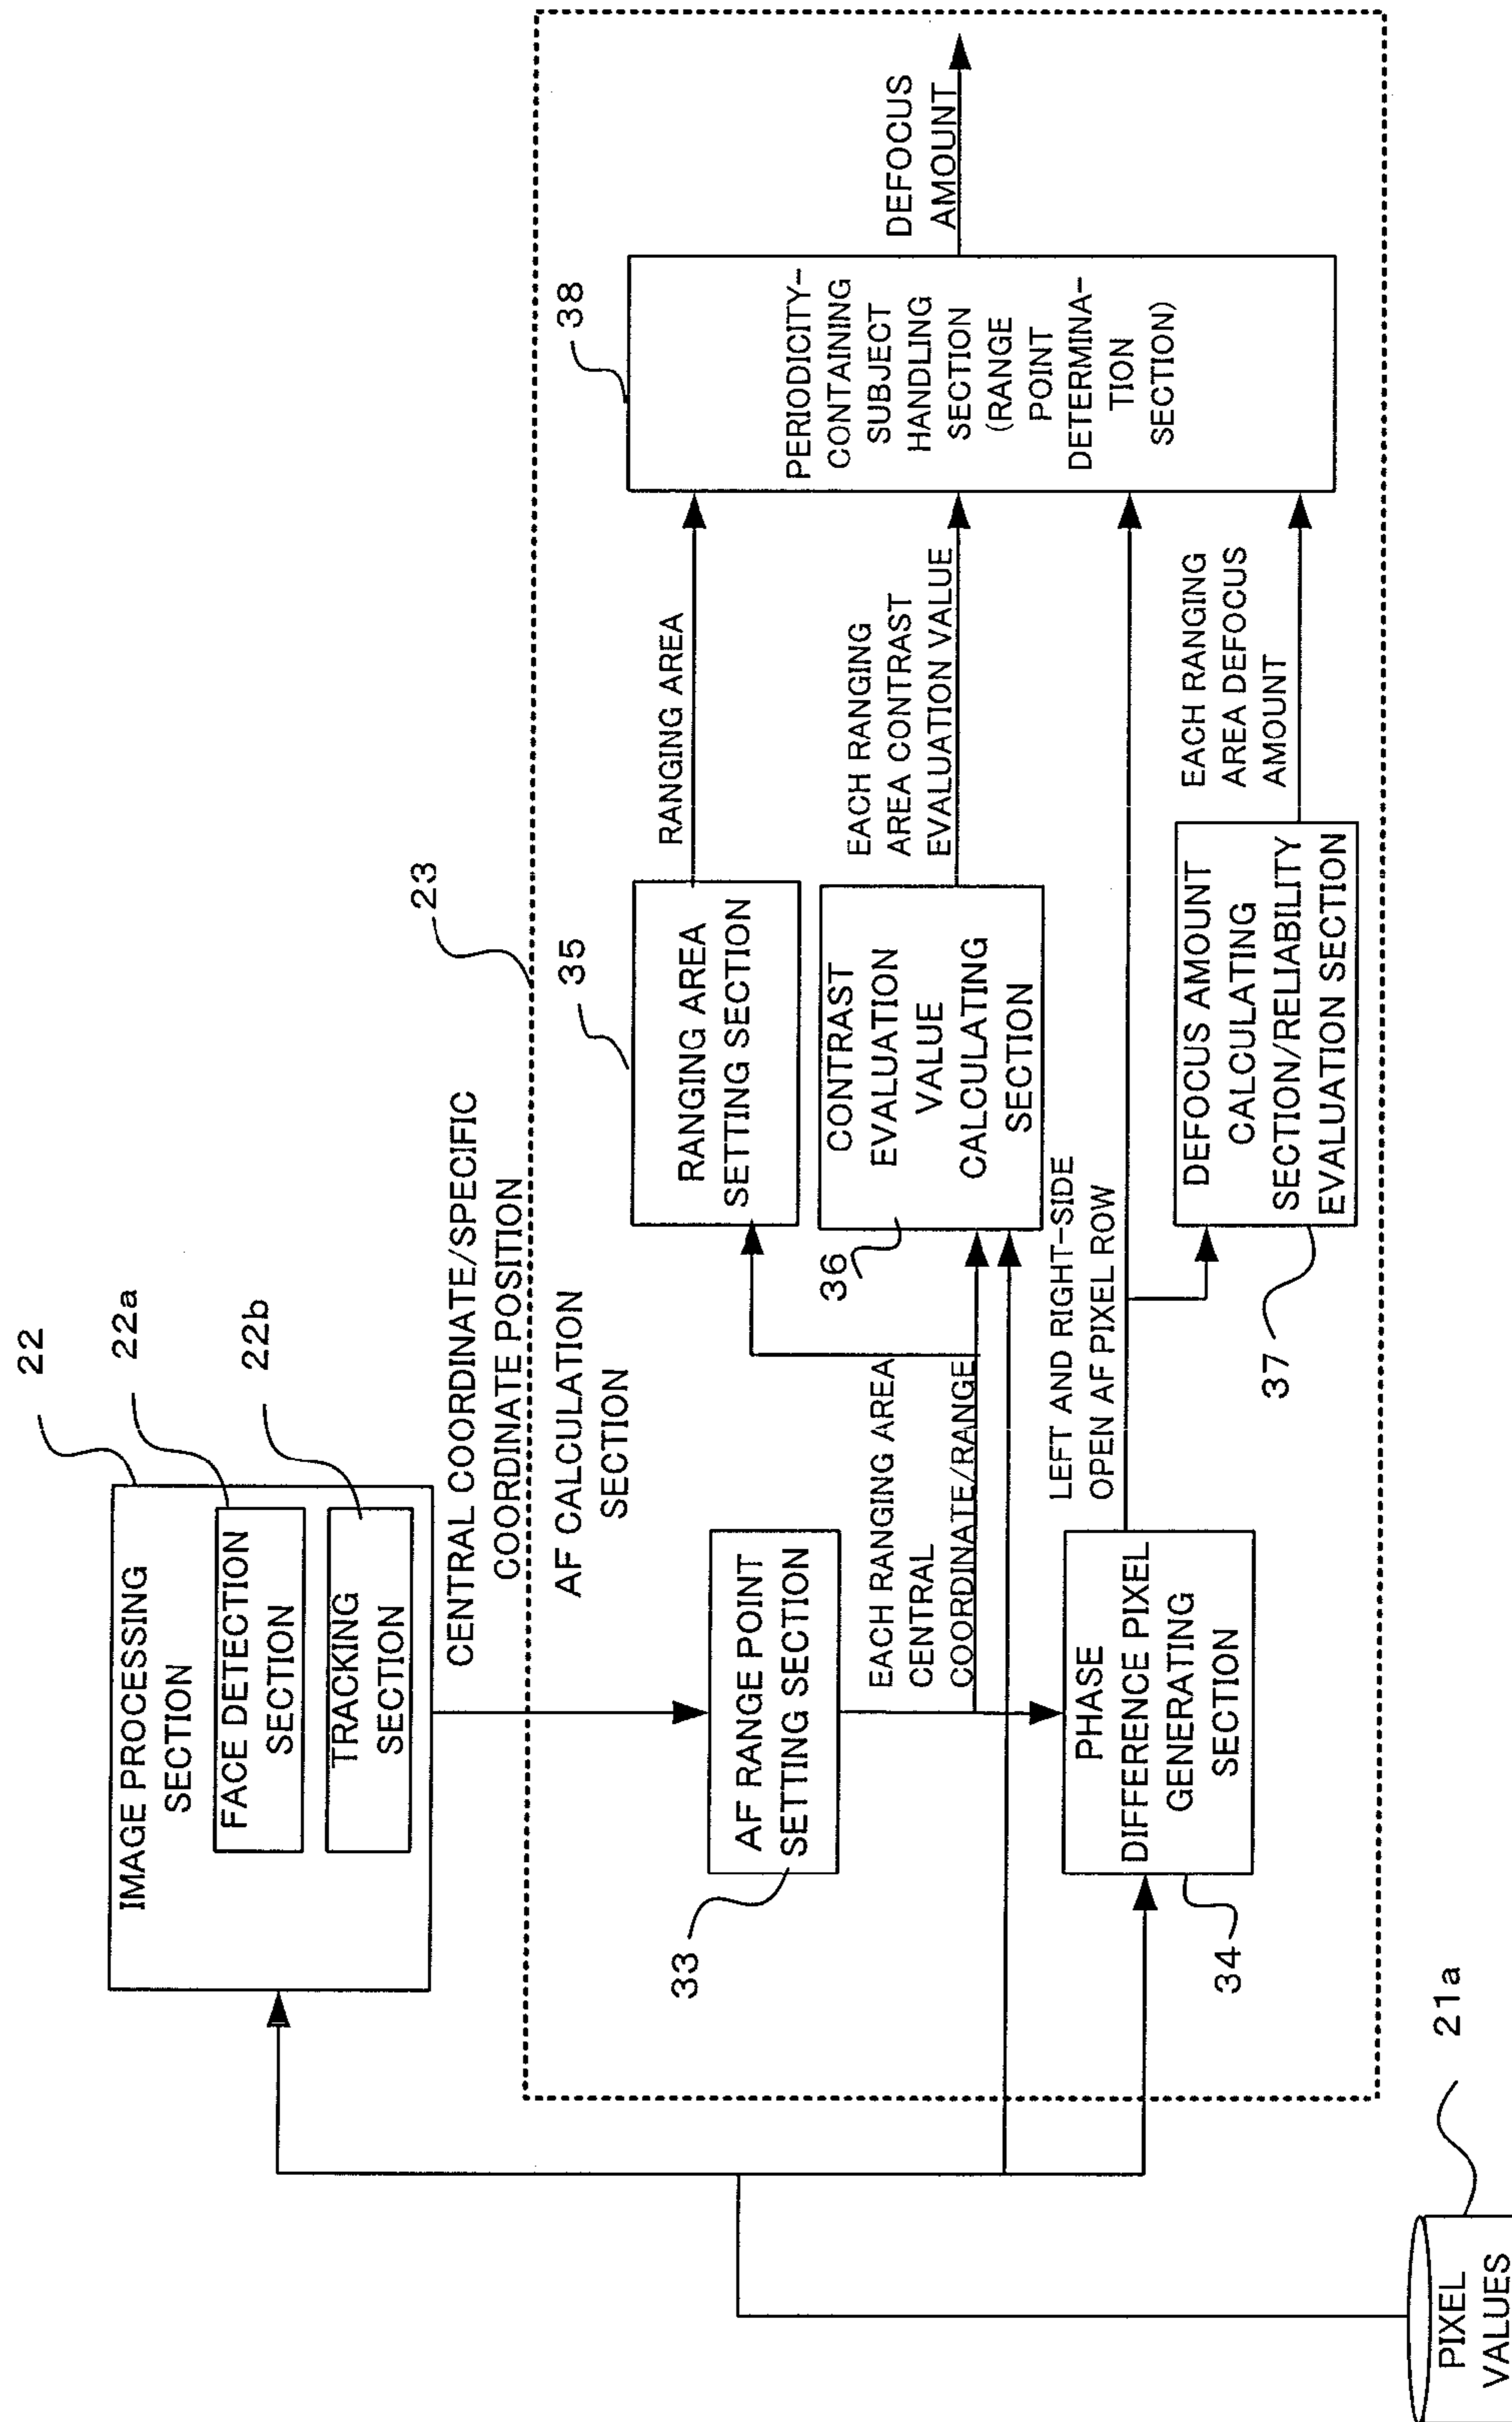 22
IMAGE PROCESSING
SECTION
22a
FACE DETECTION
SECTION
22b
TRACKING
SECTION
CENTRAL COORDINATE/SPECIFIC
COORDINATE POSITION
23
AF CALCULATION
SECTION
33
AF RANGE POINT
SETTING SECTION
EACH RANGING AREA
CENTRAL
COORDINATE/RANGE
35
RANGING AREA
SETTING SECTION
RANGING AREA
36
CONTRAST
EVALUATION
VALUE
CALCULATING
SECTION
EACH RANGING
AREA CONTRAST
EVALUATION VALUE
34
PHASE
DIFFERENCE PIXEL
GENERATING
SECTION
LEFT AND RIGHT-SIDE
OPEN AF PIXEL ROW
37
DEFOCUS AMOUNT
CALCULATING
SECTION/RELIABILITY
EVALUATION SECTION
EACH RANGING
AREA DEFOCUS
AMOUNT
38
PERIODICITY-
CONTAINING
SUBJECT
HANDLING
SECTION
(RANGE
POINT
DETERMINA-
TION
SECTION)
DEFOCUS
AMOUNT
21a
PIXEL
VALUES